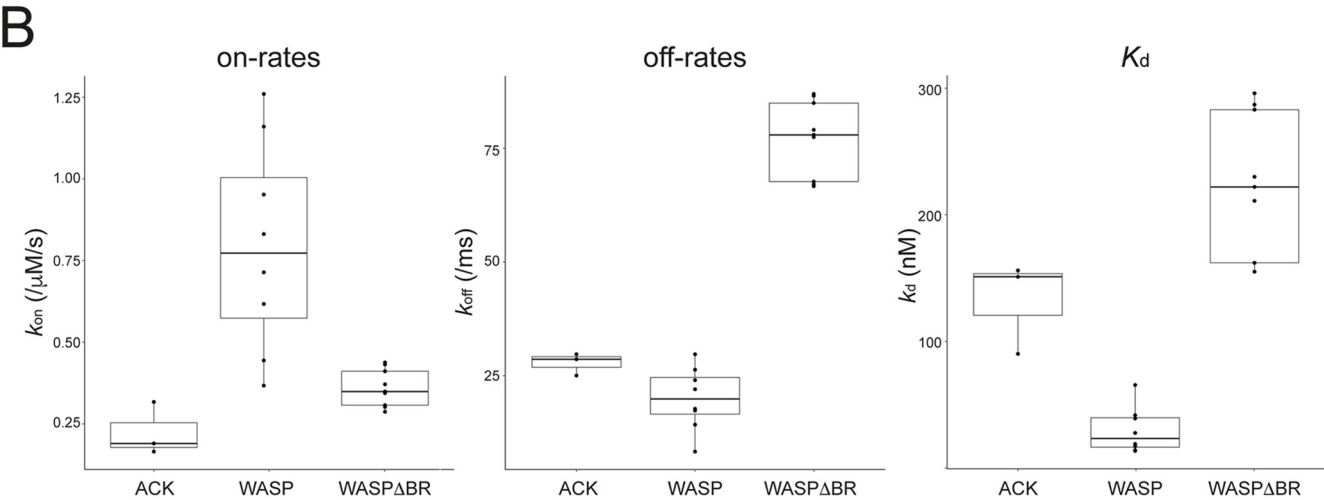 B
on-rates
off-rates
Kd
kon (/μM/s)
1.25
1.00
0.75
0.50
0.25
ACK WASP WASPΔBR
koff (/ms)
75
50
25
ACK WASP WASPΔBR
kd (nM)
300
200
100
ACK WASP WASPΔBR